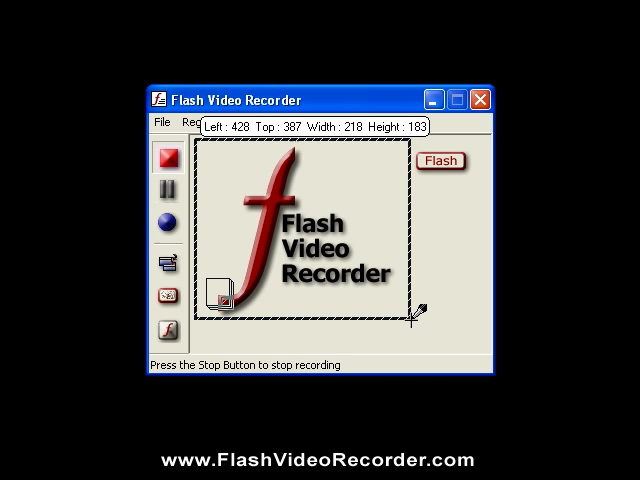 Flash Video Recorder
File
Left : 428 Top : 387 Width : 218 Height : 183
Flash
Flash
Video
Recorder
Press the Stop Button to stop recording
www.FlashVideoRecorder.com